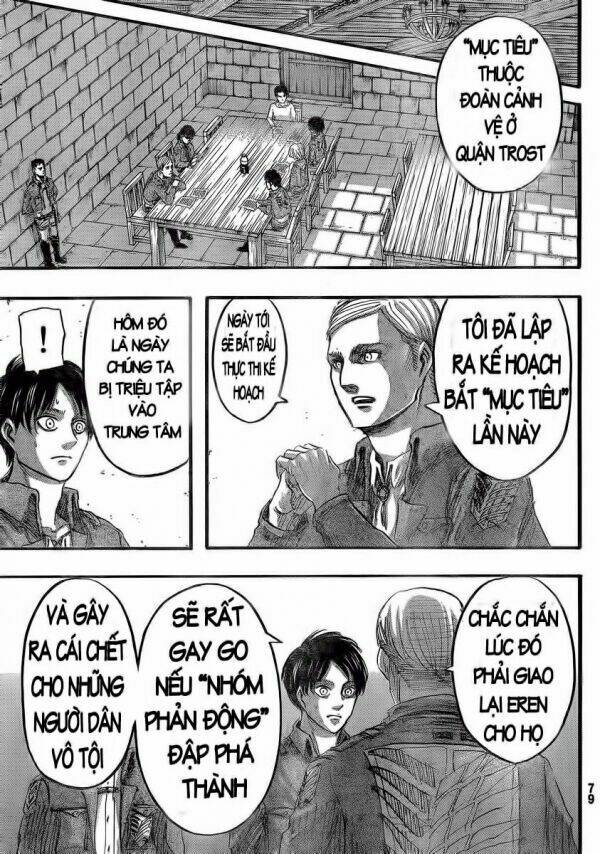 "MỤC TIÊU"
THUỘC
ĐOÀN CẢNH
VỆ Ở
QUẬN TROST
TÔI ĐÃ LẬP
RA KẾ HOẠCH
BẮT "MỤC TIÊU"
LẦN NÀY
NGÀY TỚI
SẼ BẮT ĐẦU
THỰC THI KẾ
HOẠCH
HÔM ĐÓ
LÀ NGÀY
CHÚNG TA
BỊ TRIỆU TẬP
VÀO
TRUNG TÂM
!
CHẮC CHẮN
LÚC ĐÓ
PHẢI GIAO
LẠI EREN
CHO HỌ
SẼ RẤT
GAY GO
NẾU "NHÓM
PHẢN ĐỘNG"
ĐẬP PHÁ
THÀNH
VÀ GÂY
RA CÁI CHẾT
CHO NHỮNG
NGƯỜI DÂN
VÔ TỘI
79